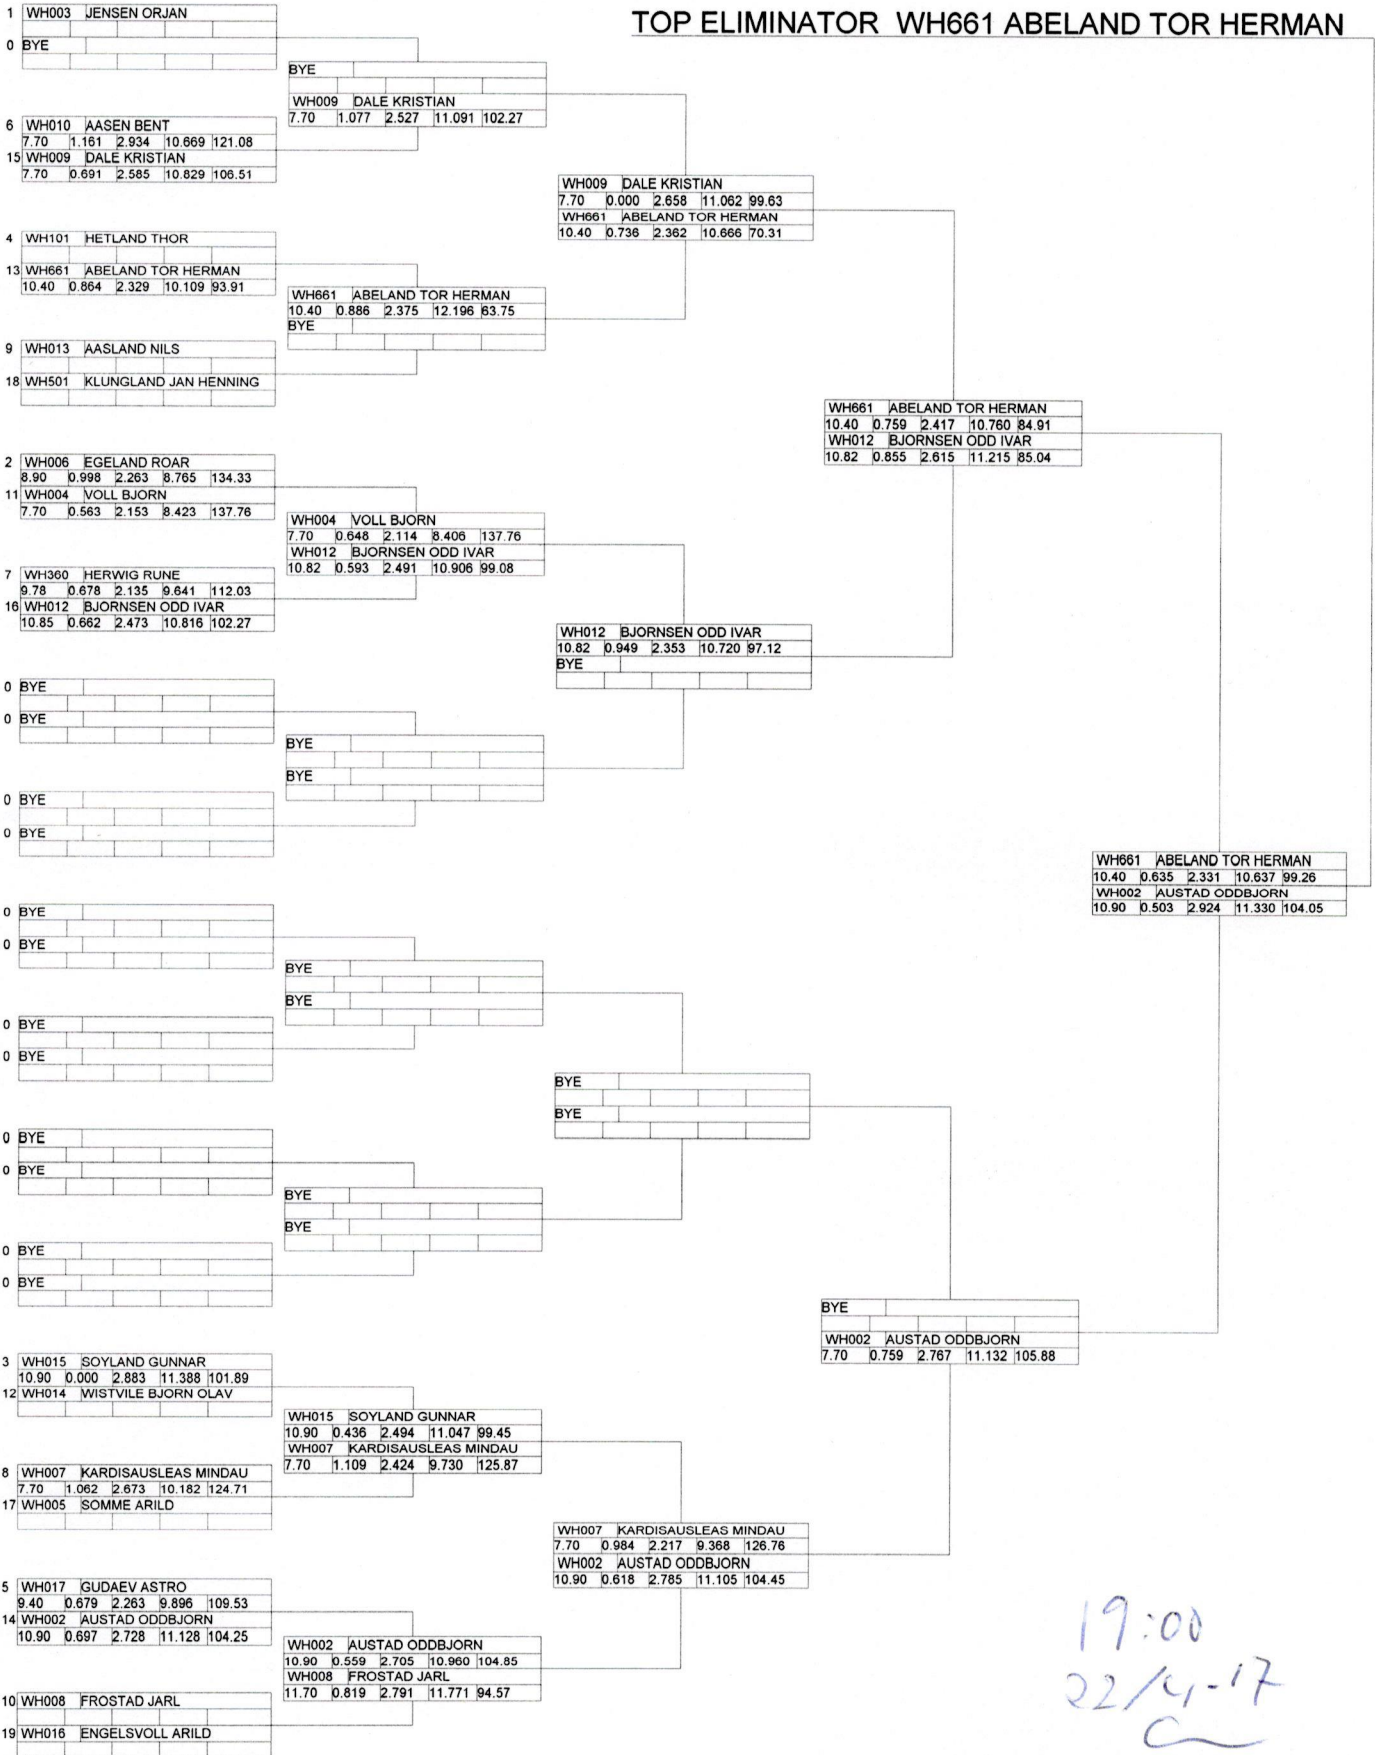 TOP ELIMINATOR WH661 ABELAND TOR HERMAN
1 WH003 JENSEN ORJAN
0 BYE
BYE
WH009 DALE KRISTIAN
7.70 1.077 2.527 11.091 102.27
6 WH010 AASEN BENT
7.70 1.161 2.934 10.669 121.08
15 WH009 DALE KRISTIAN
7.70 0.691 2.585 10.829 106.51
WH009 DALE KRISTIAN
7.70 0.000 2.658 11.062 99.63
WH661 ABELAND TOR HERMAN
10.40 0.736 2.362 10.666 70.31
4 WH101 HETLAND THOR
13 WH661 ABELAND TOR HERMAN
10.40 0.864 2.329 10.109 93.91
WH661 ABELAND TOR HERMAN
10.40 0.886 2.375 12.196 63.75
BYE
9 WH013 AASLAND NILS
18 WH501 KLUNGLAND JAN HENNING
WH661 ABELAND TOR HERMAN
10.40 0.759 2.417 10.760 84.91
WH012 BJORNSEN ODD IVAR
10.82 0.855 2.615 11.215 85.04
2 WH006 EGELAND ROAR
8.90 0.998 2.263 8.765 134.33
11 WH004 VOLL BJORN
7.70 0.563 2.153 8.423 137.76
WH004 VOLL BJORN
7.70 0.648 2.114 8.406 137.76
WH012 BJORNSEN ODD IVAR
10.82 0.593 2.491 10.906 99.08
7 WH360 HERWIG RUNE
9.78 0.678 2.135 9.641 112.03
16 WH012 BJORNSEN ODD IVAR
10.85 0.662 2.473 10.816 102.27
WH012 BJORNSEN ODD IVAR
10.82 0.949 2.353 10.720 97.12
BYE
0 BYE
0 BYE
BYE
BYE
0 BYE
0 BYE
WH661 ABELAND TOR HERMAN
10.40 0.635 2.331 10.637 99.26
WH002 AUSTAD ODDBJORN
10.90 0.503 2.924 11.330 104.05
0 BYE
0 BYE
BYE
BYE
0 BYE
0 BYE
BYE
BYE
0 BYE
0 BYE
BYE
BYE
0 BYE
0 BYE
BYE
WH002 AUSTAD ODDBJORN
7.70 0.759 2.767 11.132 105.88
3 WH015 SOYLAND GUNNAR
10.90 0.000 2.883 11.388 101.89
12 WH014 WISTVILE BJORN OLAV
WH015 SOYLAND GUNNAR
10.90 0.436 2.494 11.047 99.45
WH007 KARDISAUSLEAS MINDAU
7.70 1.109 2.424 9.730 125.87
8 WH007 KARDISAUSLEAS MINDAU
7.70 1.062 2.673 10.182 124.71
17 WH005 SOMME ARILD
WH007 KARDISAUSLEAS MINDAU
7.70 0.984 2.217 9.368 126.76
WH002 AUSTAD ODDBJORN
10.90 0.618 2.785 11.105 104.45
5 WH017 GUDAEV ASTRO
9.40 0.679 2.263 9.896 109.53
14 WH002 AUSTAD ODDBJORN
10.90 0.697 2.728 11.128 104.25
WH002 AUSTAD ODDBJORN
10.90 0.559 2.705 10.960 104.85
WH008 FROSTAD JARL
11.70 0.819 2.791 11.771 94.57
10 WH008 FROSTAD JARL
19 WH016 ENGELSVOLL ARILD
19:00
22/4-17